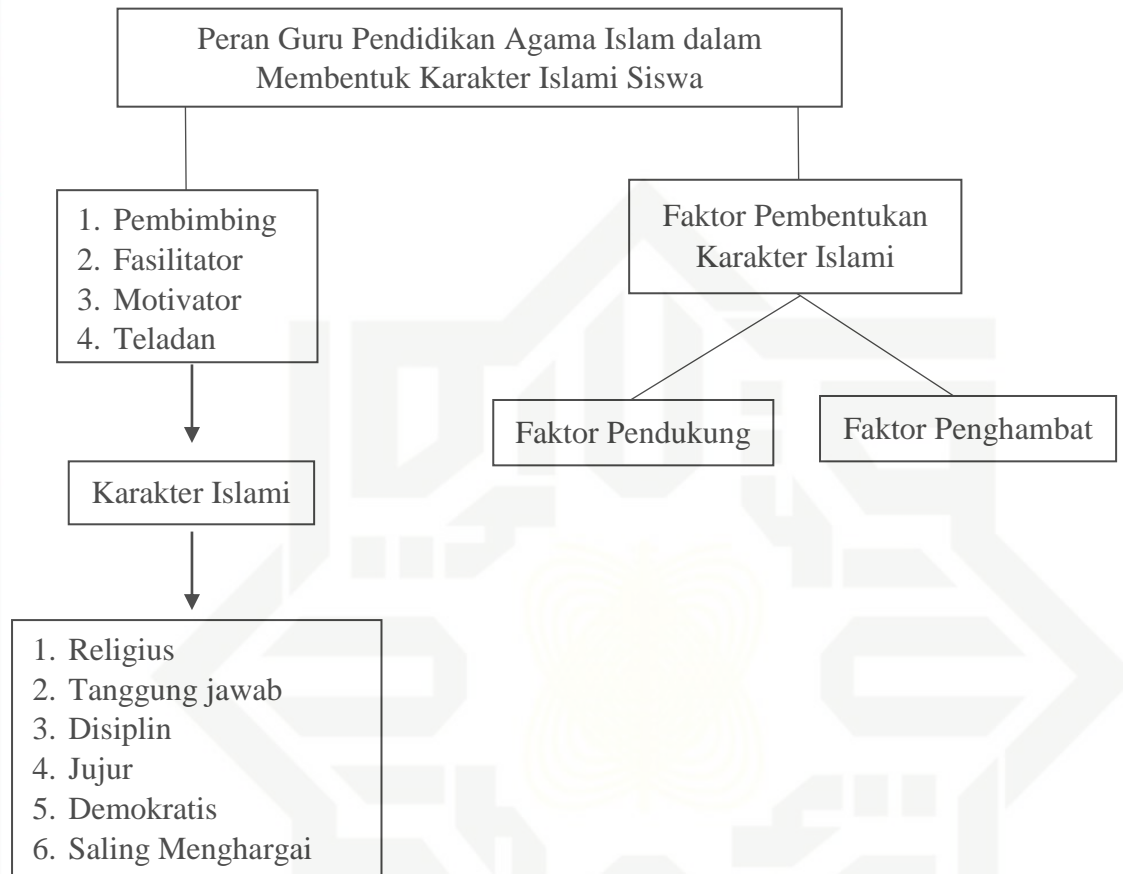 Peran Guru Pendidikan Agama Islam dalam
Membentuk Karakter Islami Siswa
1. Pembimbing
2. Fasilitator
3. Motivator
4. Teladan
Faktor Pembentukan
Karakter Islami
Faktor Pendukung
Faktor Penghambat
Karakter Islami
1. Religius
2. Tanggung jawab
3. Disiplin
4. Jujur
5. Demokratis
6. Saling Menghargai